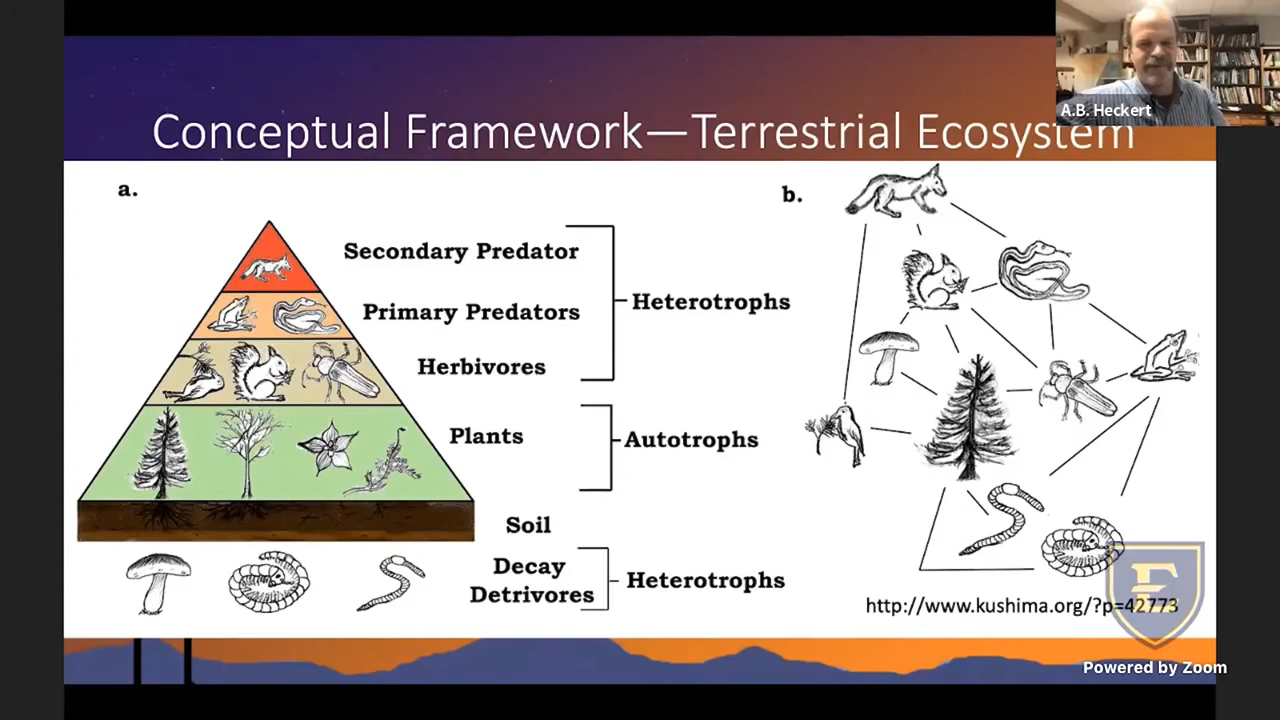 A.B. Heckert
Conceptual Framework—Terrestrial Ecosystem
a.
Secondary Predator
Primary Predators
Herbivores
Heterotrophs
Plants
Autotrophs
Soil
Decay
Detrivores
Heterotrophs
b.
http://www.kushima.org/?p=42773
E
Powered by Zoom